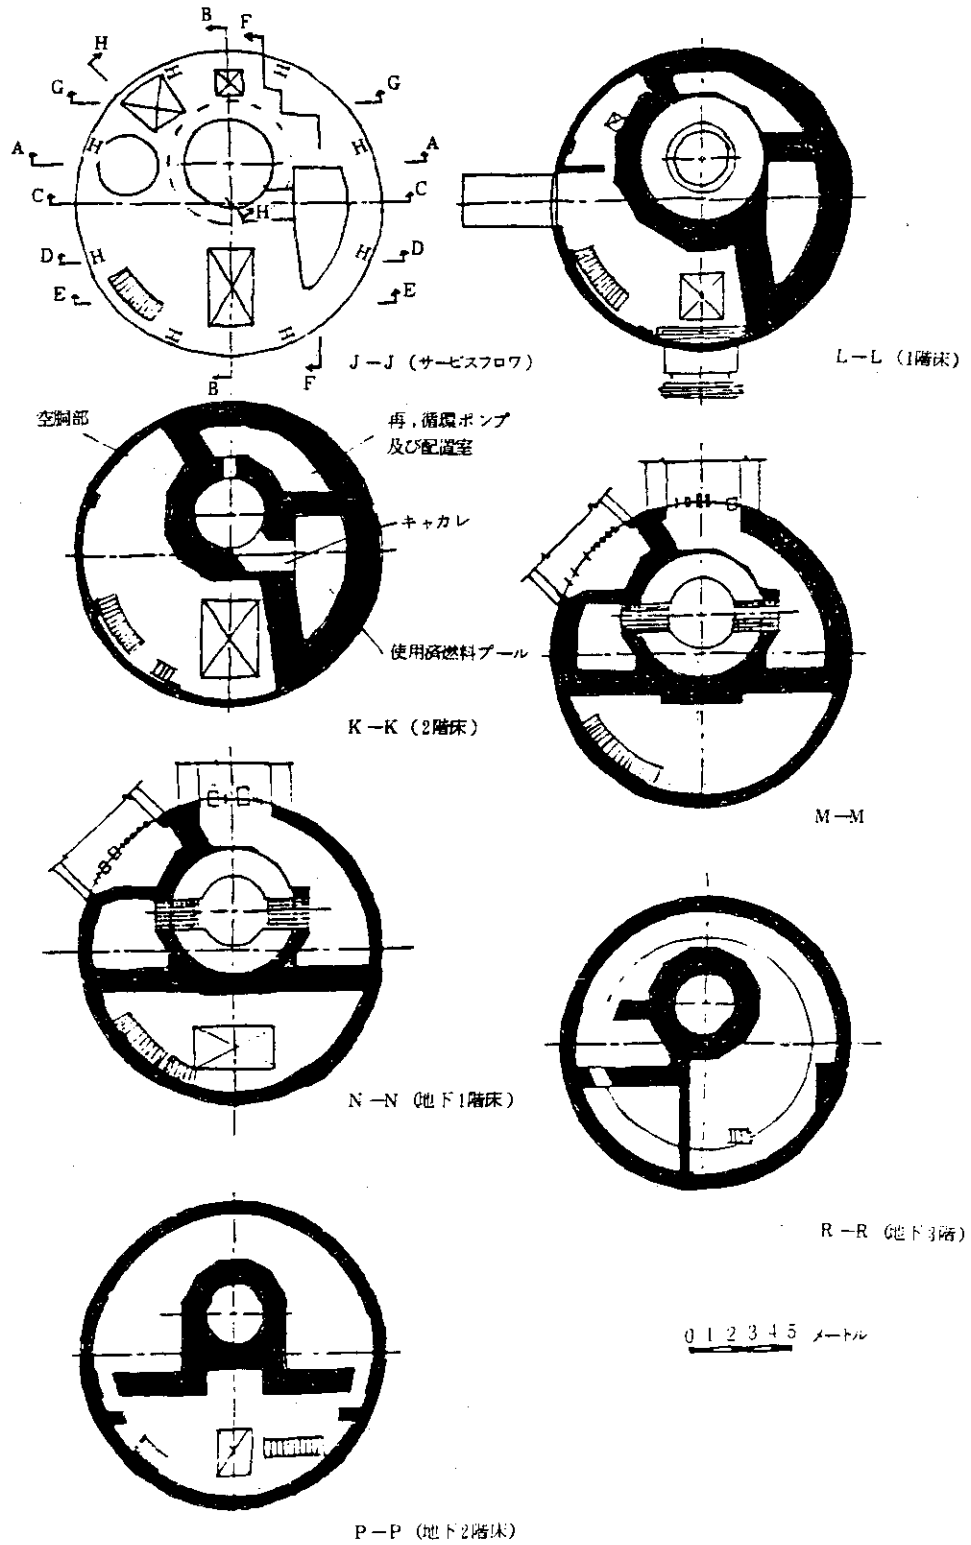 B
F
H
H
H
G
G
A
H
H
A
C
C
H
D
H
H
D
E
E
H
H
B
F
J-J (サービスフロワ)
L-L (1階床)
空胴部
再，循環ポンプ
及び配置室
キャカレ
使用済燃料プール
K-K (2階床)
M-M
N-N (地下1階床)
R-R (地下3階)
0 1 2 3 4 5 メートル
P-P (地下2階床)